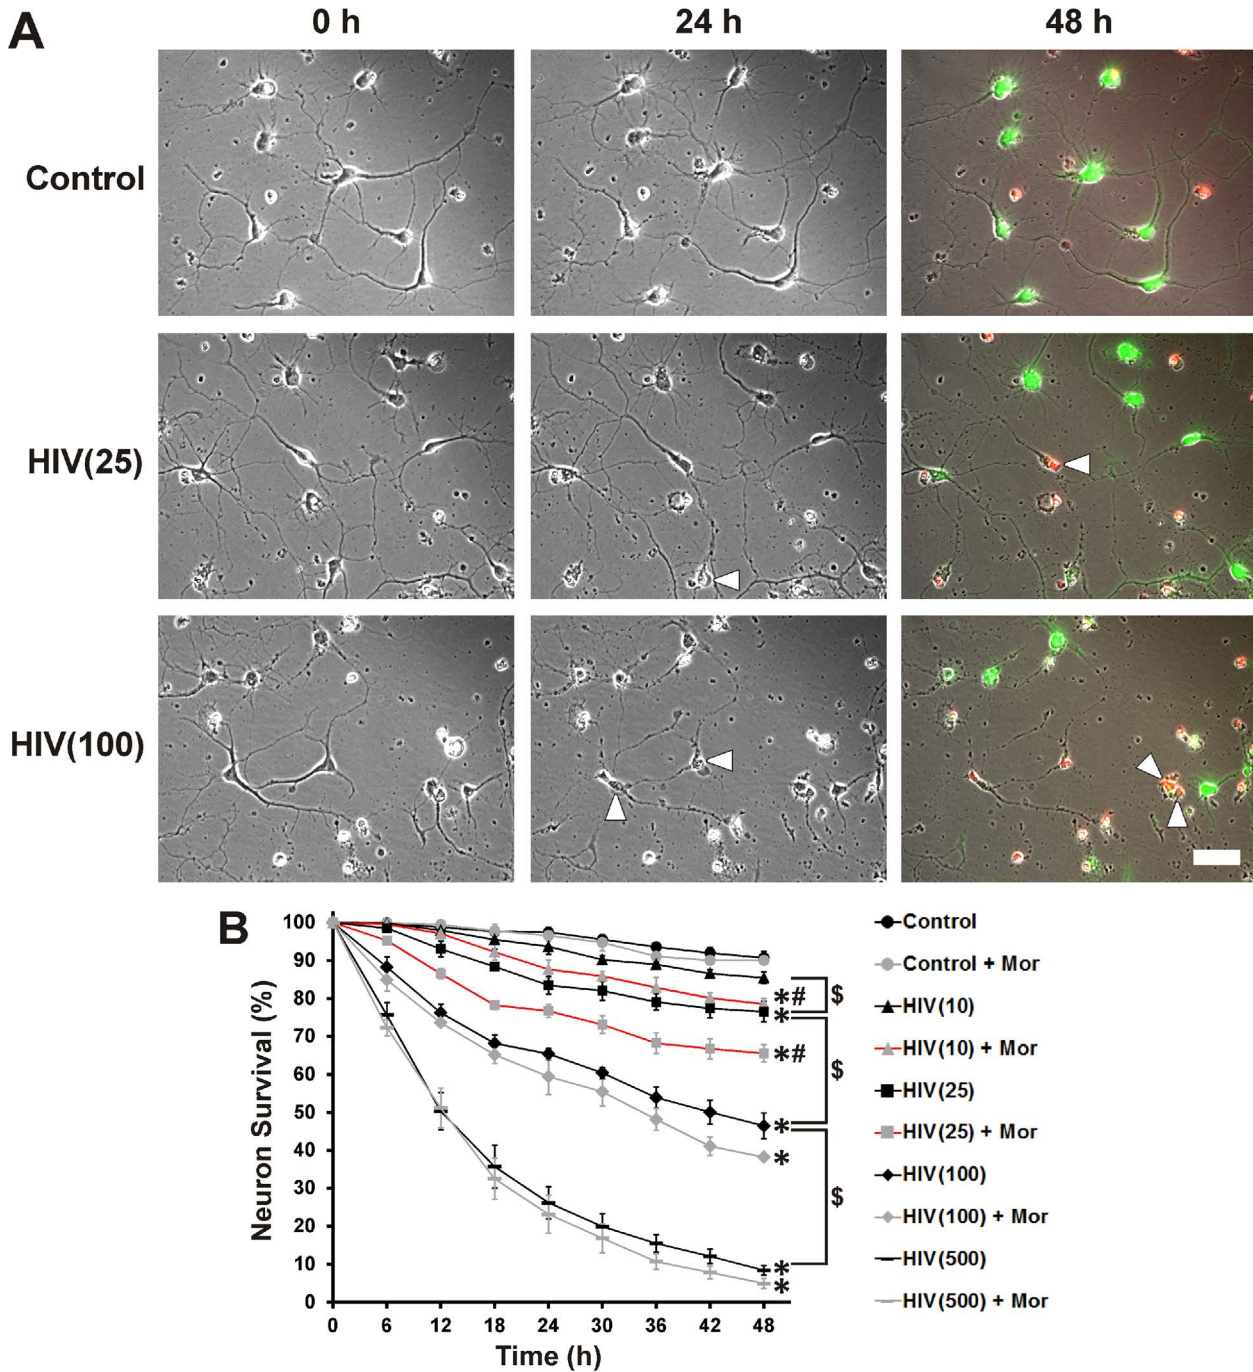 A
0 h 24 h 48 h
Control
HIV(25)
HIV(100)
B
Neuron Survival (%)
100
90
80
70
60
50
40
30
20
10
0
0 6 12 18 24 30 36 42 48
Time (h)
*#
*
*#
*
*
*
*
$
$
$
Control
Control + Mor
HIV(10)
HIV(10) + Mor
HIV(25)
HIV(25) + Mor
HIV(100)
HIV(100) + Mor
HIV(500)
HIV(500) + Mor